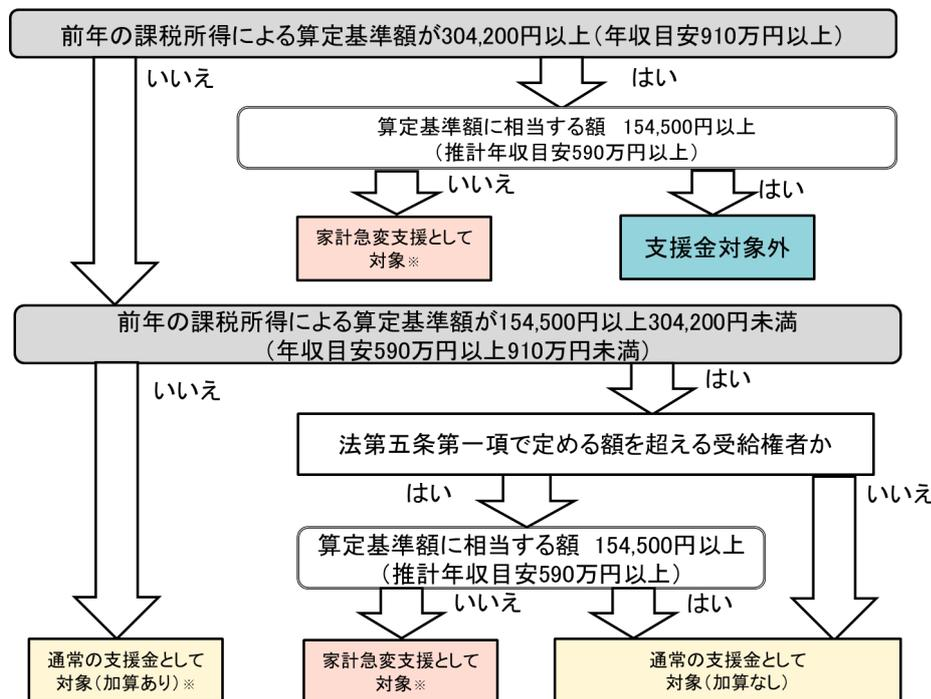 前年の課税所得による算定基準額が304,200円以上(年収目安910万円以上)
いいえ
はい
算定基準額に相当する額 154,500円以上
(推計年収目安590万円以上)
いいえ
はい
家計急変支援として
対象※
支援金対象外
前年の課税所得による算定基準額が154,500円以上304,200円未満
(年収目安590万円以上910万円未満)
いいえ
はい
法第五条第一項で定める額を超える受給権者か
はい
いいえ
算定基準額に相当する額 154,500円以上
(推計年収目安590万円以上)
いいえ
はい
通常の支援金として
対象(加算あり)※
家計急変支援として
対象※
通常の支援金として
対象(加算なし)